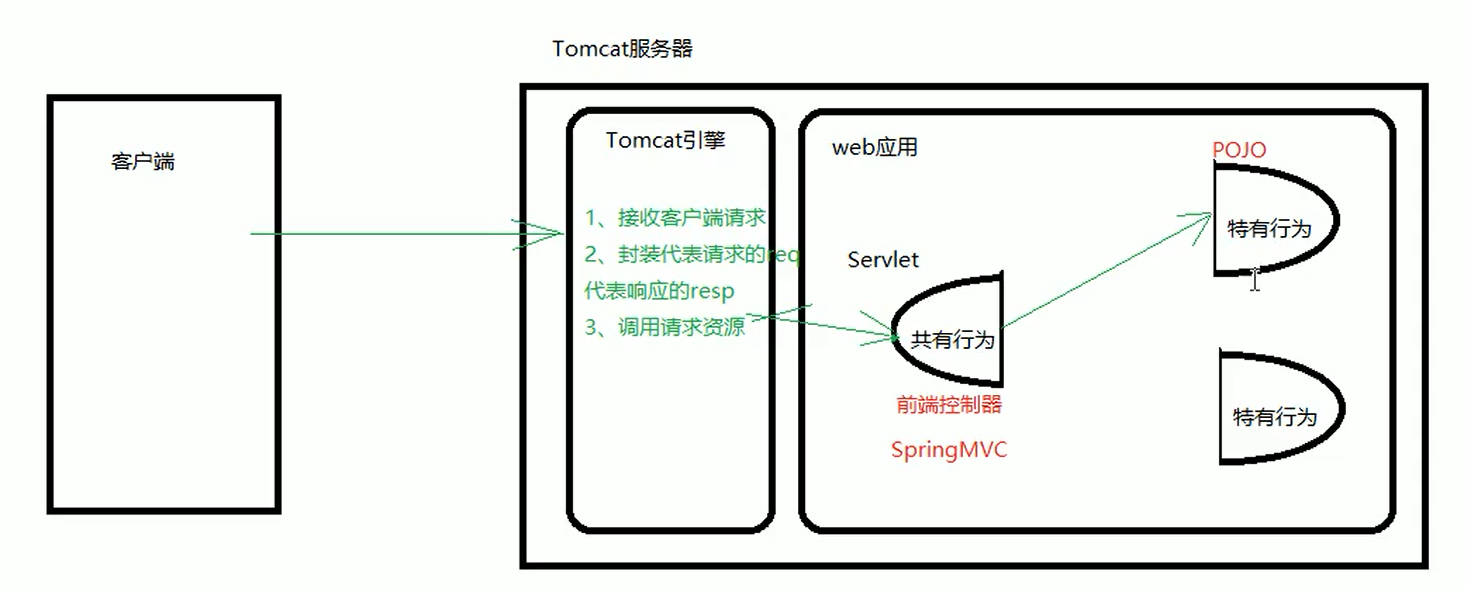 Tomcat服务器
客户端
Tomcat引擎
1、接收客户端请求
2、封装代表请求的req
代表响应的resp
3、调用请求资源
web应用
Servlet
共有行为
前端控制器
SpringMVC
POJO
特有行为
特有行为